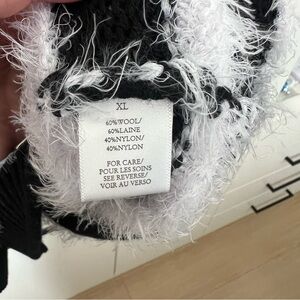 XL
60%WOOL/
60%LAINE
40%NYLON/
40%NYLON
FOR CARE/
POUR LES SOINS
SEE REVERSE/
VOIR AU VERSO